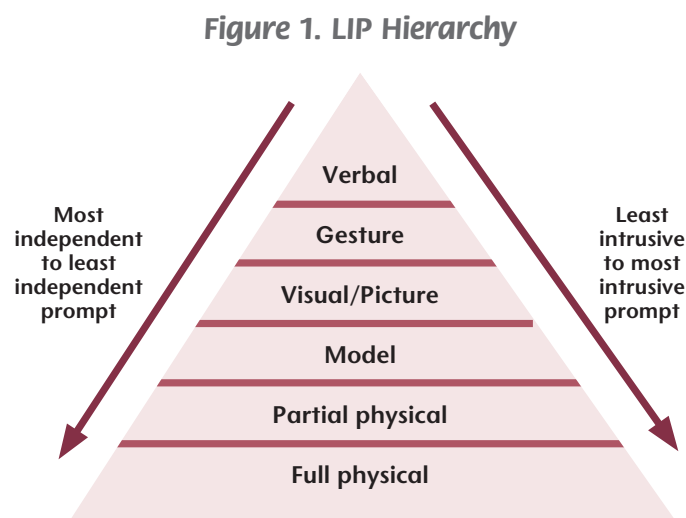 Figure 1. LIP Hierarchy
Most
independent
to least
independent
prompt
Verbal
Gesture
Visual/Picture
Model
Partial physical
Full physical
Least
intrusive
to most
intrusive
prompt